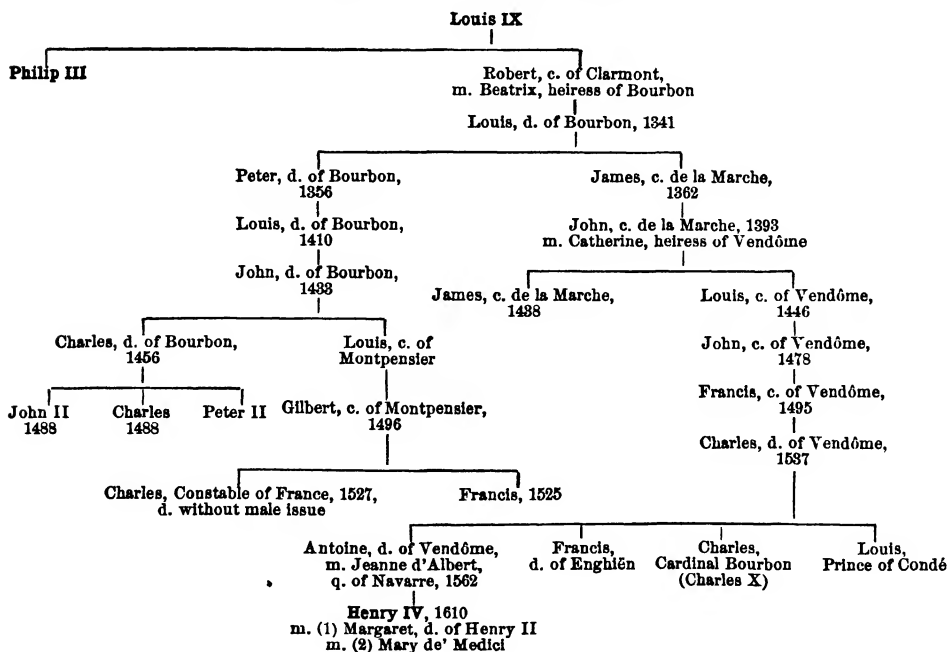 Louis IX
Philip III
Robert, c. of Clarmont,
m. Beatrix, heiress of Bourbon
Louis, d. of Bourbon, 1341
Peter, d. of Bourbon,
1356
James, c. de la Marche,
1362
Louis, d. of Bourbon,
1410
John, c. de la Marche, 1393
m. Catherine, heiress of Vendôme
John, d. of Bourbon,
1433
James, c. de la Marche,
1438
Louis, c. of Vendôme,
1446
Charles, d. of Bourbon,
1456
Louis, c. of
Montpensier
John, c. of Vendôme,
1478
John II
1488
Charles
1488
Peter II
Gilbert, c. of Montpensier,
1496
Francis, c. of Vendôme,
1495
Charles, d. of Vendôme,
1537
Charles, Constable of France, 1527,
d. without male issue
Francis, 1525
Antoine, d. of Vendôme,
m. Jeanne d'Albert,
q. of Navarre, 1562
Francis,
d. of Enghiën
Charles,
Cardinal Bourbon
(Charles X)
Louis,
Prince of Condé
Henry IV, 1610
m. (1) Margaret, d. of Henry II
m. (2) Mary de' Medici